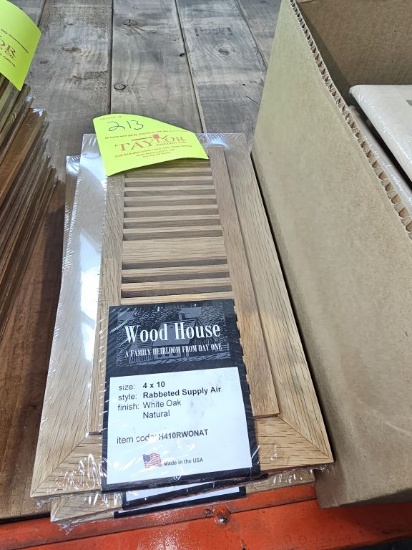 213
TAYLOR
Wood House
A FAMILY HEIRLOOM FROM DAY ONE
size: 4 x 10
style: Rabbeted Supply Air
finish: White Oak
Natural
item code: H410RWONAT
made in the USA